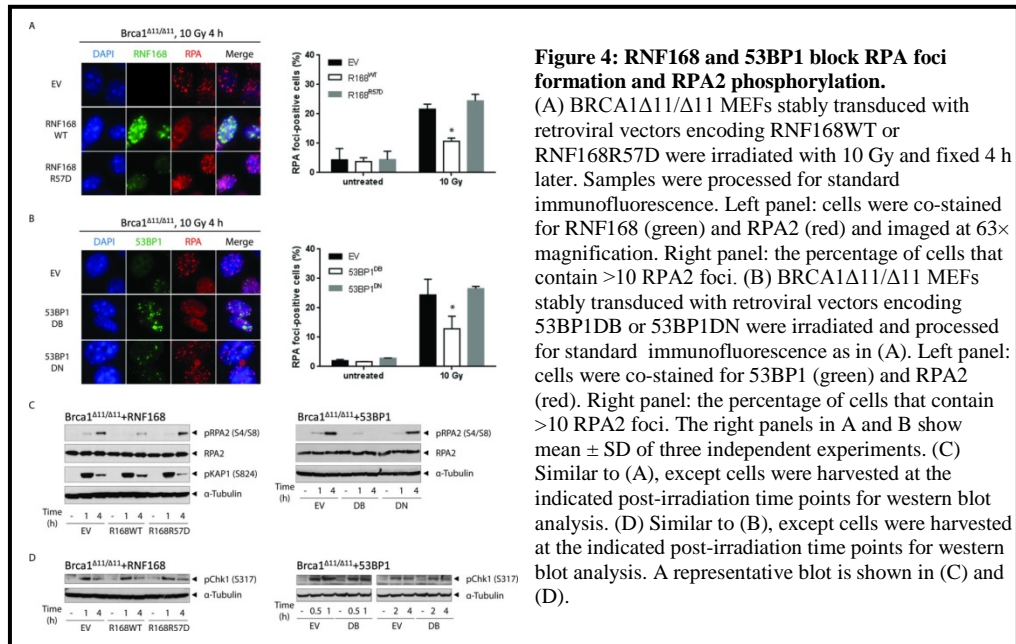 A
Brca1Δ11/Δ11, 10 Gy 4 h
DAPI RNF168 RPA Merge
EV
RNF168
WT
RNF168
R57D
RPA foci-positive cells (%)
40
30
20
10
0
EV
R168WT
R168R57D
*
untreated 10 Gy
B
Brca1Δ11/Δ11, 10 Gy 4 h
DAPI 53BP1 RPA Merge
EV
53BP1
DB
53BP1
DN
RPA foci-positive cells (%)
40
30
20
10
0
EV
53BP1DB
53BP1DN
*
untreated 10 Gy
C
Brca1Δ11/Δ11+RNF168
pRPA2 (S4/S8)
RPA2
pKAP1 (S824)
α-Tubulin
Time
(h)
- 1 4 - 1 4 - 1 4
EV R168WT R168R57D
Brca1Δ11/Δ11+53BP1
pRPA2 (S4/S8)
RPA2
α-Tubulin
Time
(h)
- 1 4 - 1 4 - 1 4
EV DB DN
D
Brca1Δ11/Δ11+RNF168
pChk1 (S317)
α-Tubulin
Time
(h)
- 1 4 - 1 4 - 1 4
EV R168WT R168R57D
Brca1Δ11/Δ11+53BP1
pChk1 (S317)
α-Tubulin
Time
(h)
- 0.5 1 - 0.5 1 - 2 4 - 2 4
EV DB EV DB
Figure 4: RNF168 and 53BP1 block RPA foci
formation and RPA2 phosphorylation.
(A) BRCA1Δ11/Δ11 MEFs stably transduced with
retroviral vectors encoding RNF168WT or
RNF168R57D were irradiated with 10 Gy and fixed 4 h
later. Samples were processed for standard
immunofluorescence. Left panel: cells were co-stained
for RNF168 (green) and RPA2 (red) and imaged at 63×
magnification. Right panel: the percentage of cells that
contain >10 RPA2 foci. (B) BRCA1Δ11/Δ11 MEFs
stably transduced with retroviral vectors encoding
53BP1DB or 53BP1DN were irradiated and processed
for standard immunofluorescence as in (A). Left panel:
cells were co-stained for 53BP1 (green) and RPA2
(red). Right panel: the percentage of cells that contain
>10 RPA2 foci. The right panels in A and B show
mean ± SD of three independent experiments. (C)
Similar to (A), except cells were harvested at the
indicated post-irradiation time points for western blot
analysis. (D) Similar to (B), except cells were harvested
at the indicated post-irradiation time points for western
blot analysis. A representative blot is shown in (C) and
(D).